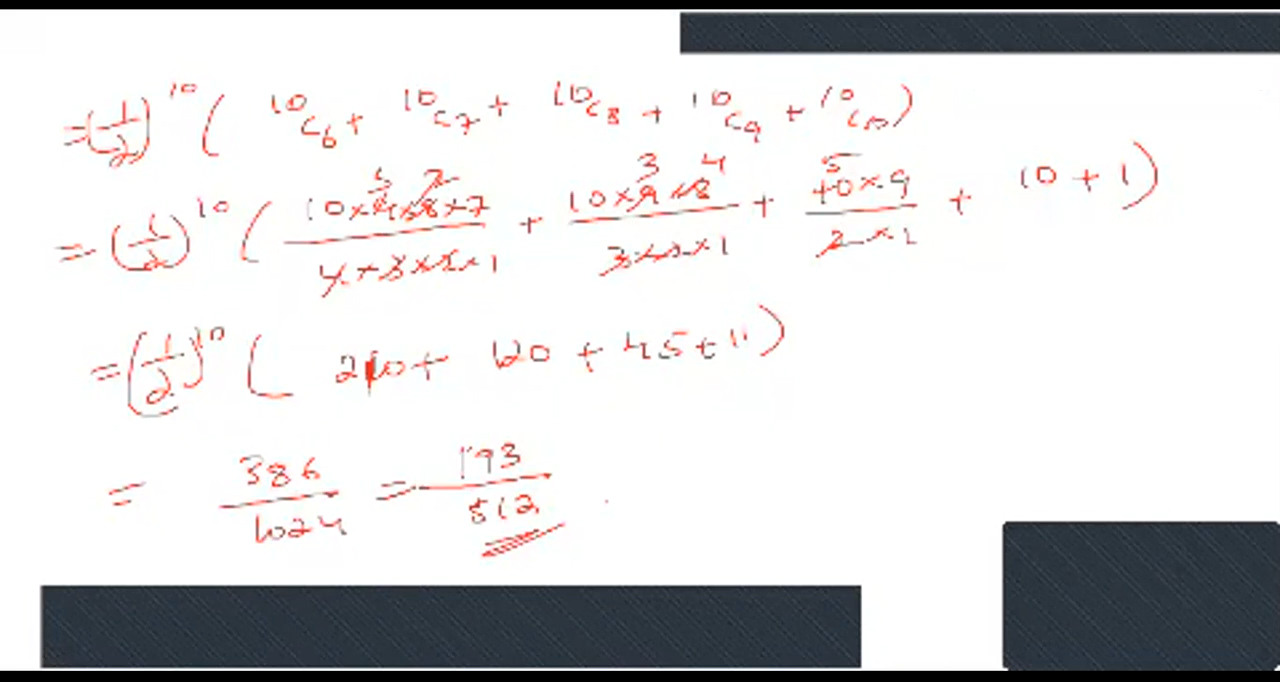 =(1/2)^10 ( 10C6 + 10C7 + 10C8 + 10C9 + 10C10)
= (1/2)^10 ( 10×9×8×7/4×3×2×1 + 10×9×8/3×2×1 + 10×9/2×1 + 10 + 1)
= (1/2)^10 ( 210 + 120 + 45 + 11)
= 386/1024 = 193/512